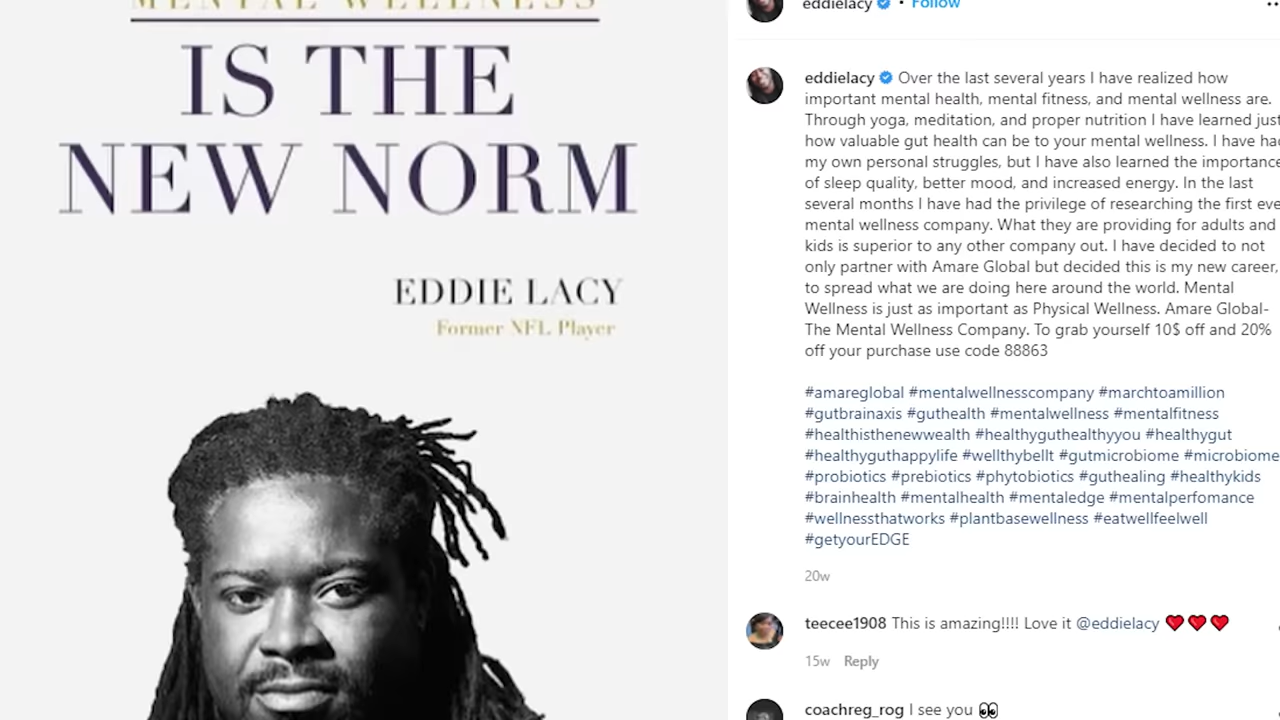 MENTAL WELLNESS
IS THE
NEW NORM
EDDIE LACY
Former NFL Player
eddielacy • Follow
eddielacy Over the last several years I have realized how
important mental health, mental fitness, and mental wellness are.
Through yoga, meditation, and proper nutrition I have learned just
how valuable gut health can be to your mental wellness. I have had
my own personal struggles, but I have also learned the importance
of sleep quality, better mood, and increased energy. In the last
several months I have had the privilege of researching the first eve
mental wellness company. What they are providing for adults and
kids is superior to any other company out. I have decided to not
only partner with Amare Global but decided this is my new career,
to spread what we are doing here around the world. Mental
Wellness is just as important as Physical Wellness. Amare Global-
The Mental Wellness Company. To grab yourself 10$ off and 20%
off your purchase use code 88863
#amareglobal #mentalwellnesscompany #marchtoamillion
#gutbrainaxis #guthealth #mentalwellness #mentalfitness
#healthisthenewwealth #healthyguthealthyyou #healthygut
#healthyguthappylife #wellthybellt #gutmicrobiome #microbiome
#probiotics #prebiotics #phytobiotics #guthealing #healthykids
#brainhealth #mentalhealth #mentaledge #mentalperfomance
#wellnessthatworks #plantbasewellness #eatwellfeelwell
#getyourEDGE
20w
teecee1908 This is amazing!!!! Love it @eddielacy ❤️❤️❤️
15w Reply
coachreg_rog I see you 👀